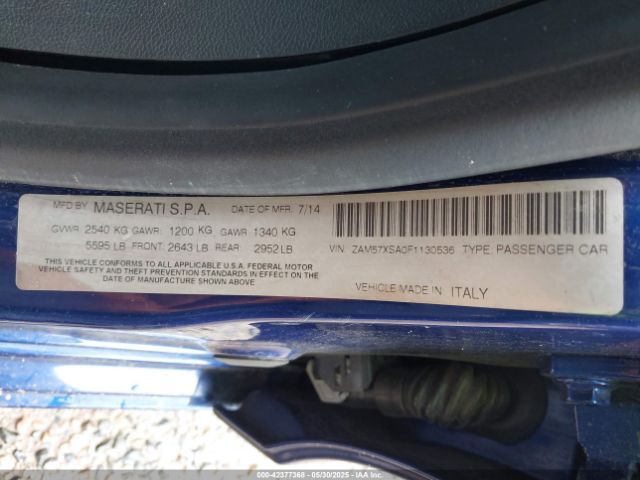 MFD BY MASERATI S.P.A. DATE OF MFR. 7/14
GVWR 2540 KG GAWR: 1200 KG GAWR: 1340 KG
5595 LB FRONT: 2643 LB REAR: 2952 LB
THIS VEHICLE CONFORMS TO ALL APPLICABLE U.S.A. FEDERAL MOTOR
VEHICLE SAFETY AND THEFT PREVENTION STANDARDS IN EFFECT ON THE
DATE OF MANUFACTURE SHOWN ABOVE
VIN: ZAM57XSA0F1130536 TYPE: PASSENGER CAR
VEHICLE MADE IN ITALY
000-42377368 - 05/30/2025 - IAA Inc.